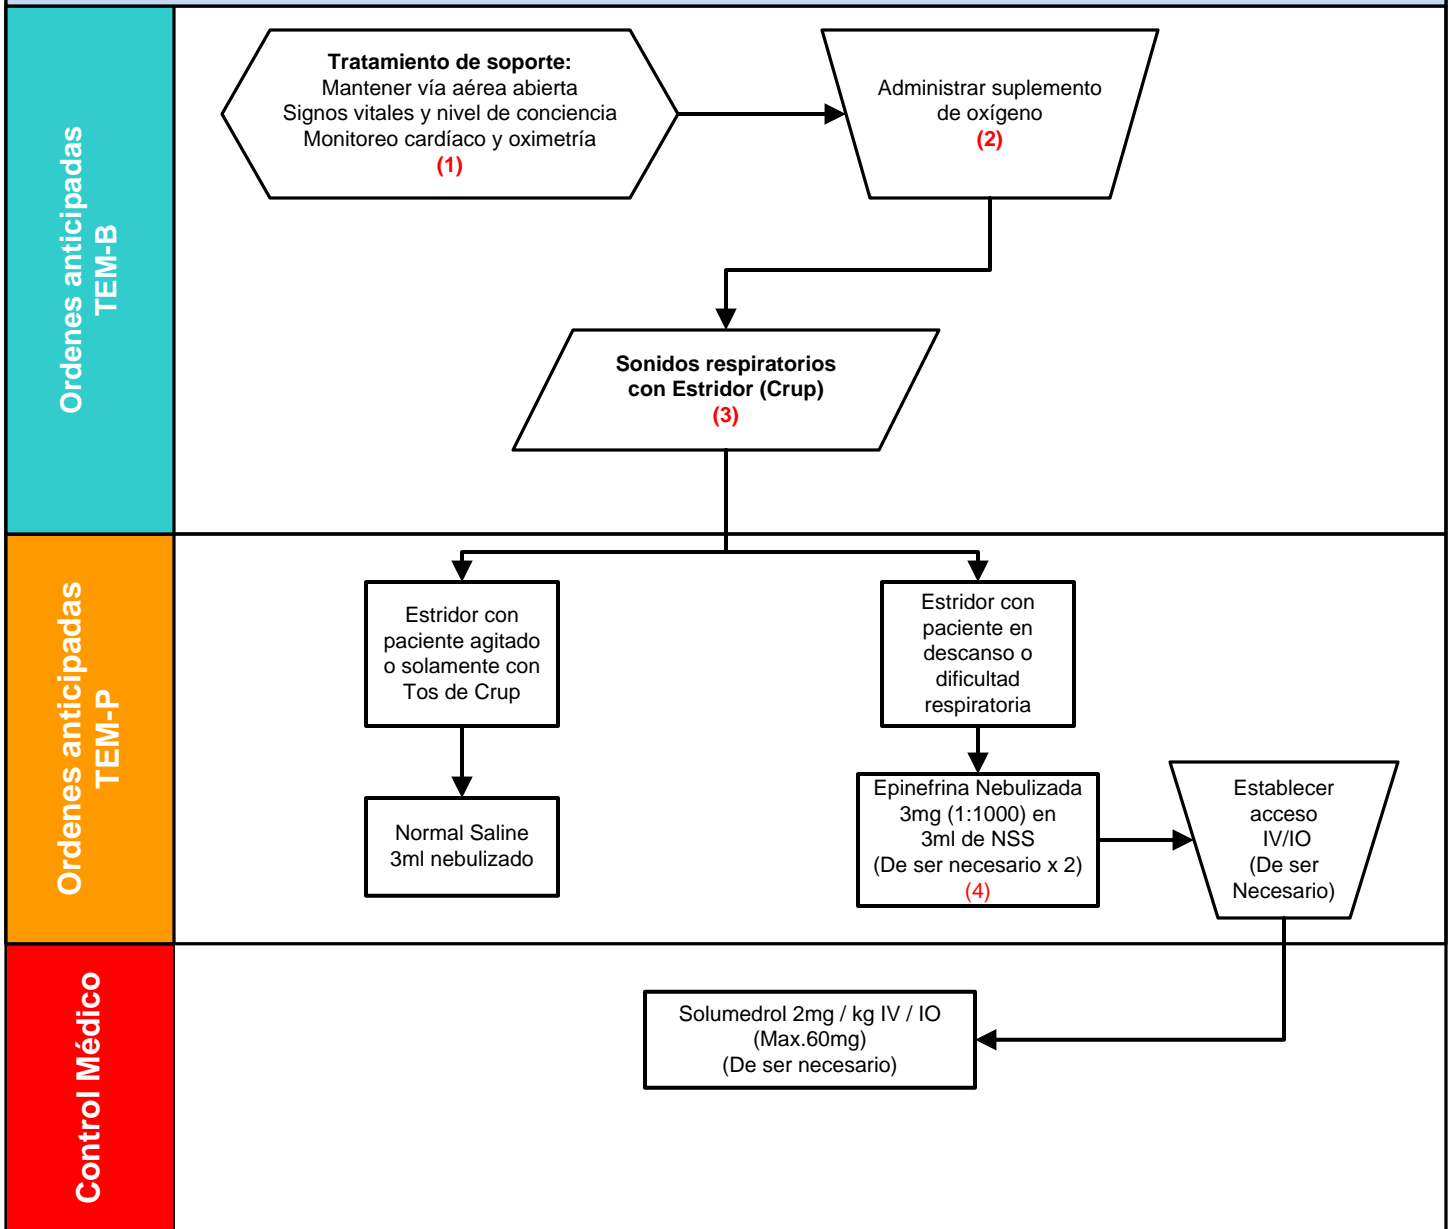 Ordenes anticipadas
TEM-B
Tratamiento de soporte:
Mantener vía aérea abierta
Signos vitales y nivel de conciencia
Monitoreo cardíaco y oximetría
(1)
Administrar suplemento
de oxígeno
(2)
Sonidos respiratorios
con Estridor (Crup)
(3)
Ordenes anticipadas
TEM-P
Estridor con
paciente agitado
o solamente con
Tos de Crup
Estridor con
paciente en
descanso o
dificultad
respiratoria
Normal Saline
3ml nebulizado
Epinefrina Nebulizada
3mg (1:1000) en
3ml de NSS
(De ser necesario x 2)
(4)
Establecer
acceso
IV/IO
(De ser
Necesario)
Control Médico
Solumedrol 2mg / kg IV / IO
(Max.60mg)
(De ser necesario)